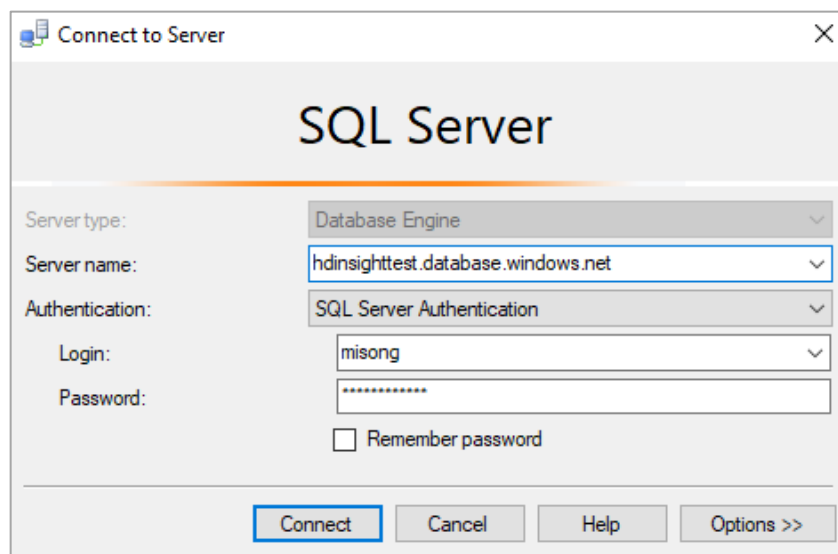 Connect to Server
SQL Server
Server type: Database Engine
Server name: hdinsighttest.database.windows.net
Authentication: SQL Server Authentication
Login: misong
Password: ************
Remember password
Connect Cancel Help Options >>